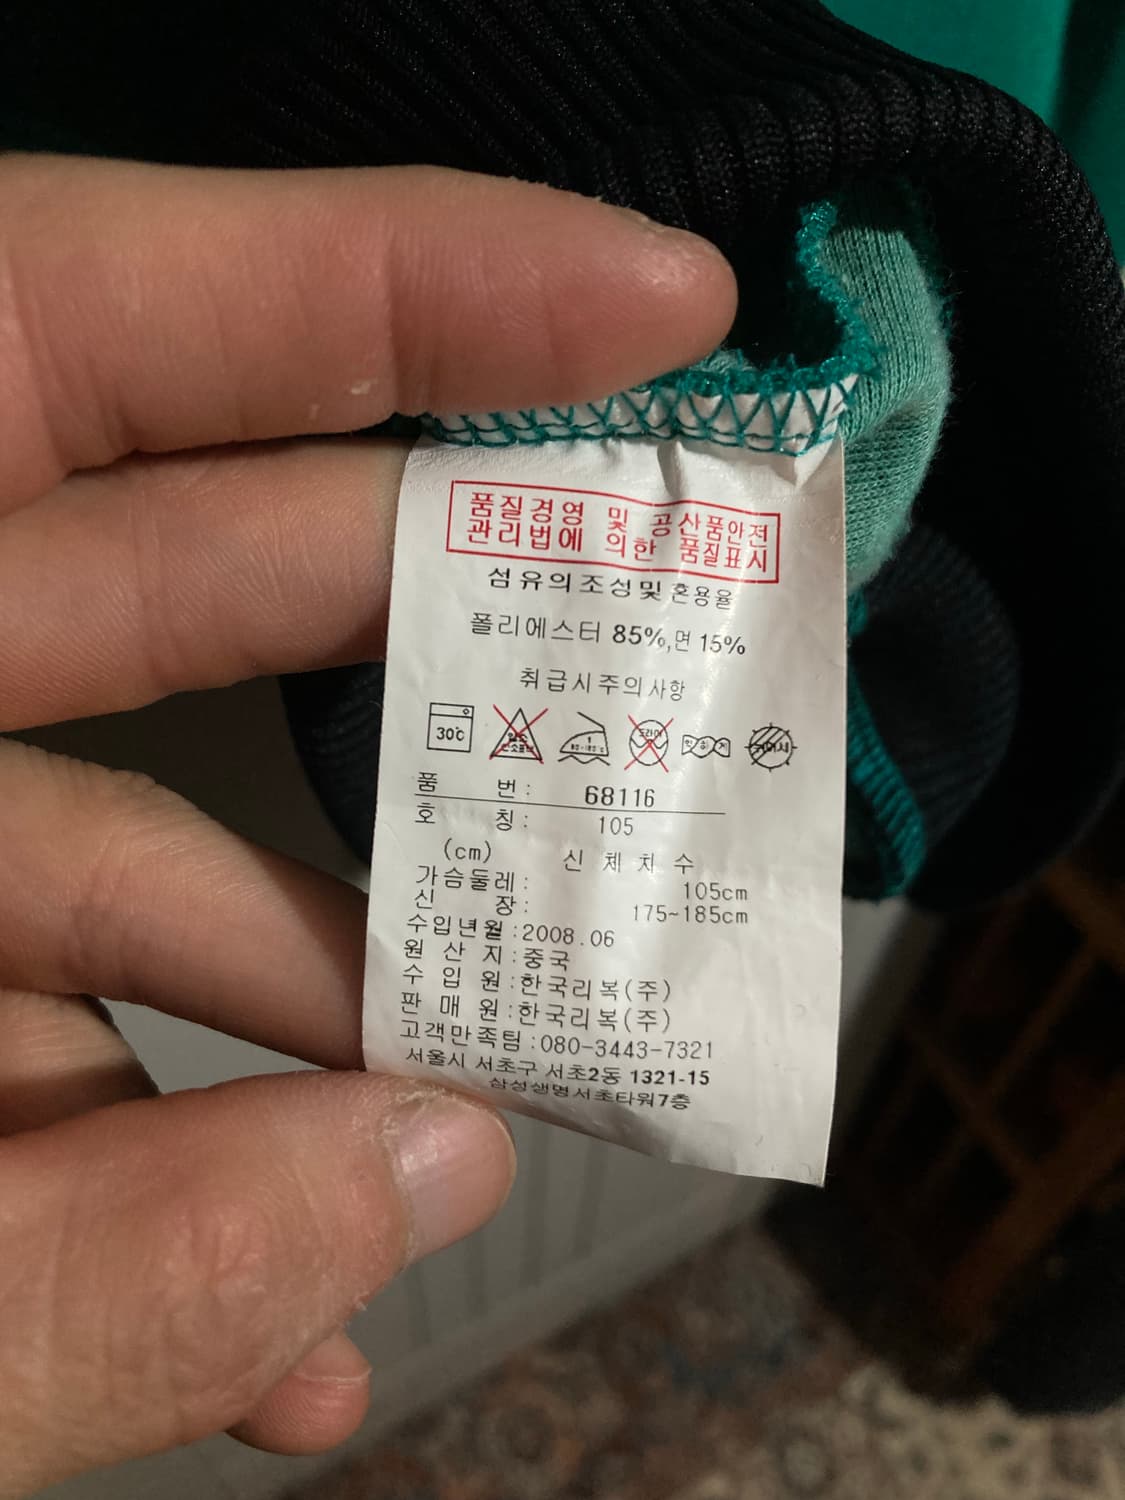 품질경영 및 공산품안전
관리법에 의한 품질표시
섬유의조성및혼용율
폴리에스터 85%,면 15%
취급시주의사항
30℃
드라이
약하게
품 번: 68116
호 칭: 105
(cm) 신체치수
가슴둘레: 105cm
신 장: 175~185cm
수입년월:2008.06
원 산 지:중국
수 입 원:한국리복(주)
판 매 원:한국리복(주)
고객만족팀:080-3443-7321
서울시 서초구 서초2동 1321-15
삼성생명서초타워7층